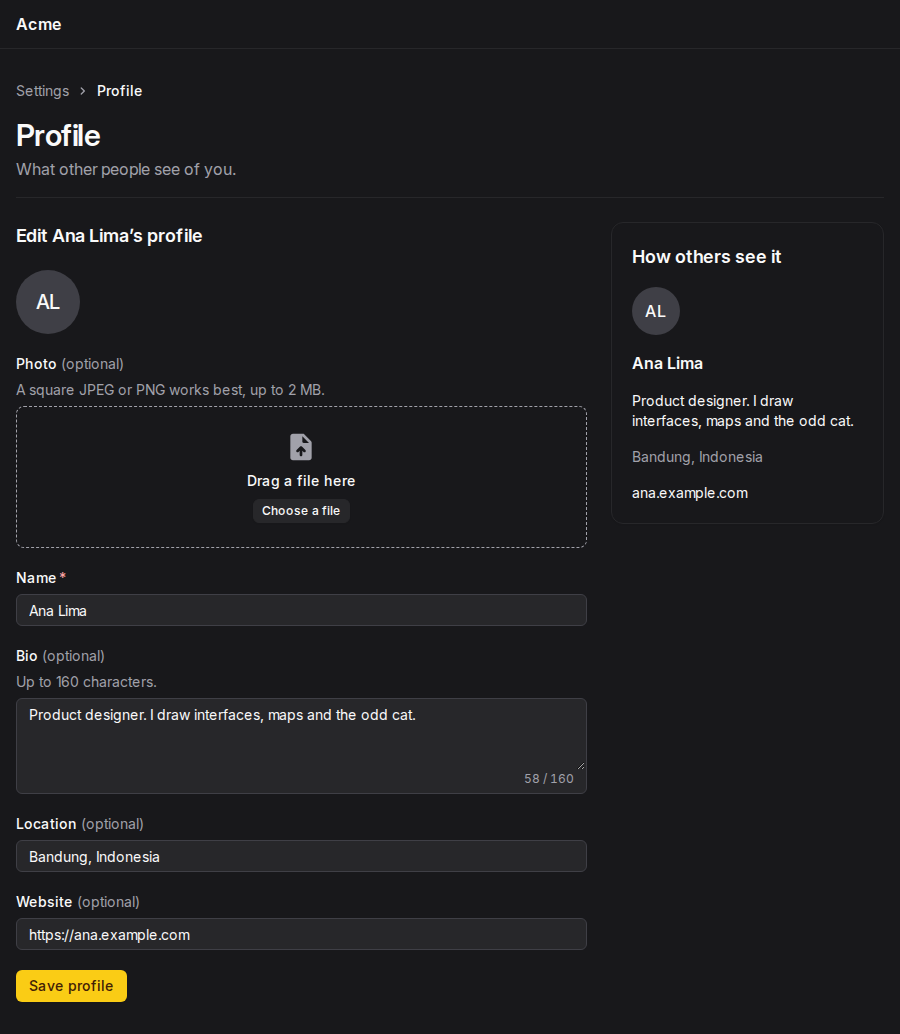 Acme
Settings › Profile
Profile
What other people see of you.
Edit Ana Lima’s profile
AL
Photo (optional)
A square JPEG or PNG works best, up to 2 MB.
Drag a file here
Choose a file
Name *
Ana Lima
Bio (optional)
Up to 160 characters.
Product designer. I draw interfaces, maps and the odd cat.
58 / 160
Location (optional)
Bandung, Indonesia
Website (optional)
https://ana.example.com
Save profile
How others see it
AL
Ana Lima
Product designer. I draw
interfaces, maps and the odd cat.
Bandung, Indonesia
ana.example.com